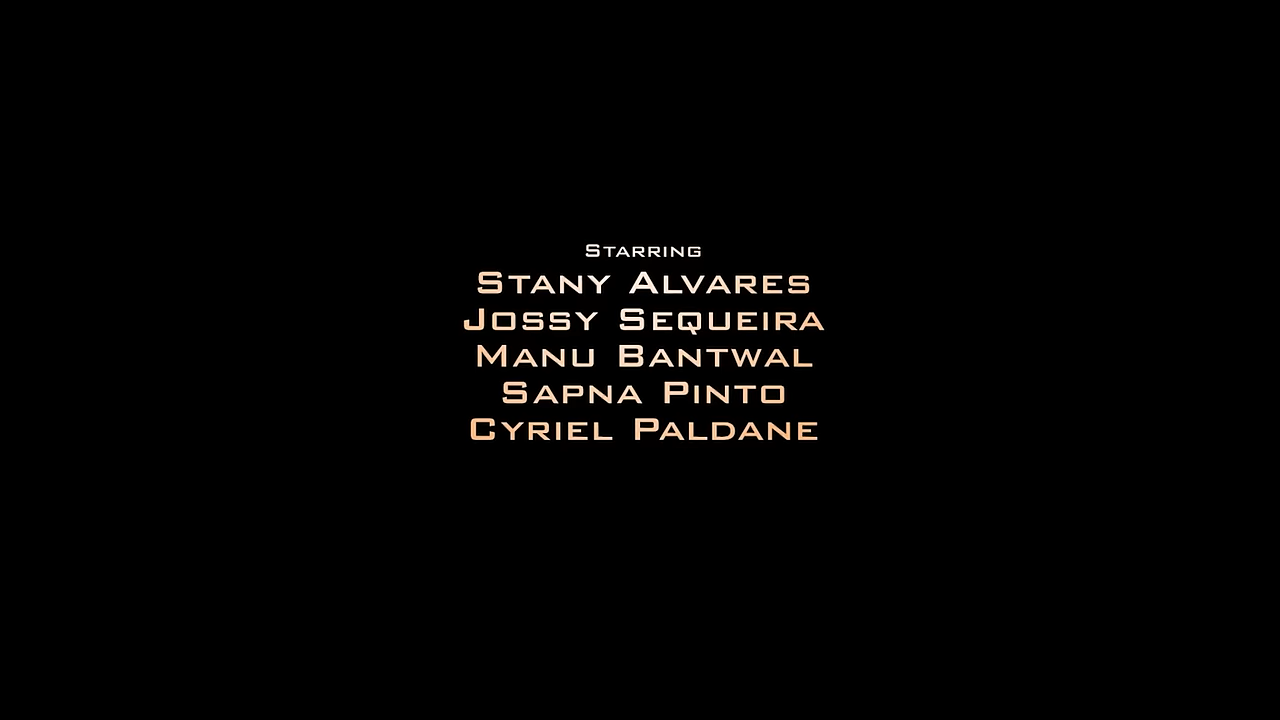 Starring
Stany Alvares
Jossy Sequeira
Manu Bantwal
Sapna Pinto
Cyriel Paldane